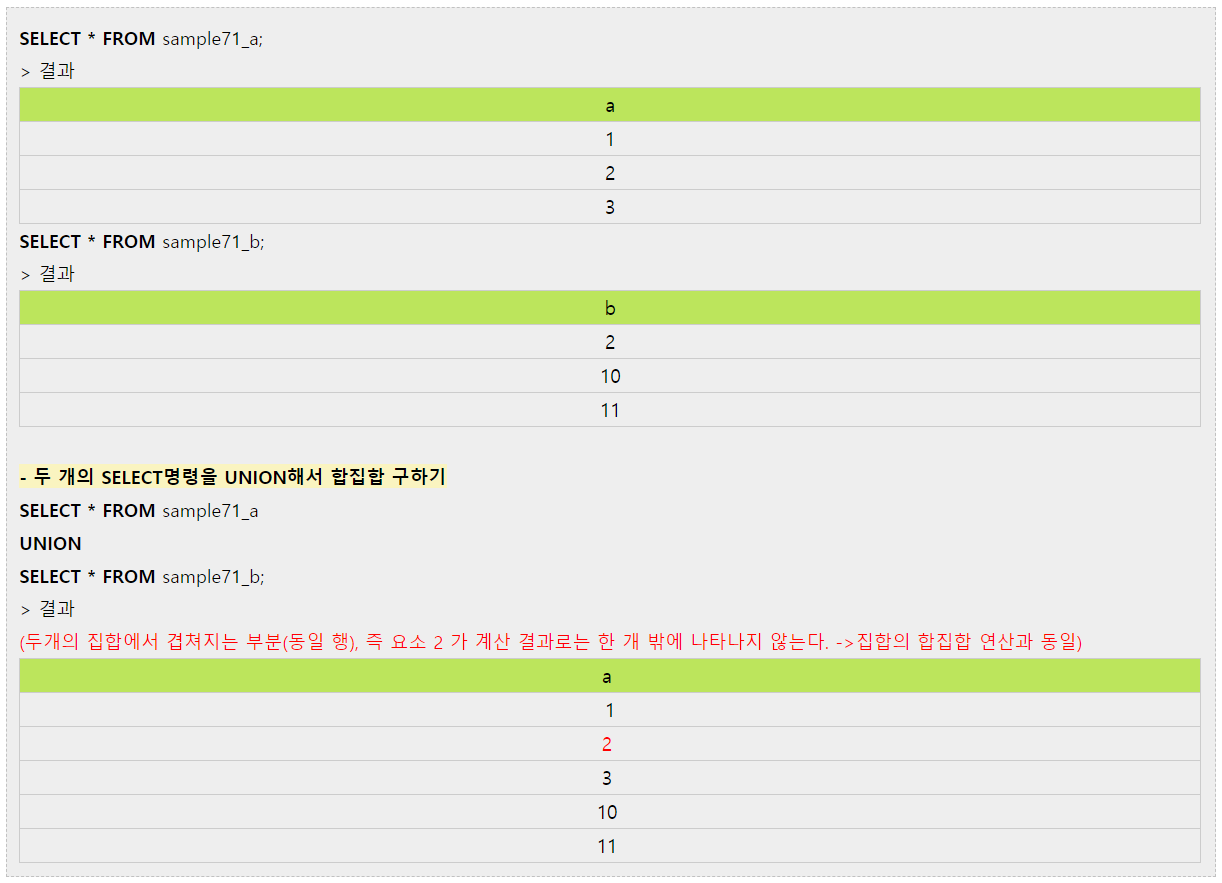 SELECT * FROM sample71_a;
> 결과
a
1
2
3
SELECT * FROM sample71_b;
> 결과
b
2
10
11
- 두 개의 SELECT명령을 UNION해서 합집합 구하기
SELECT * FROM sample71_a
UNION
SELECT * FROM sample71_b;
> 결과
(두개의 집합에서 겹쳐지는 부분(동일 행), 즉 요소 2 가 계산 결과로는 한 개 밖에 나타나지 않는다. ->집합의 합집합 연산과 동일)
a
1
2
3
10
11